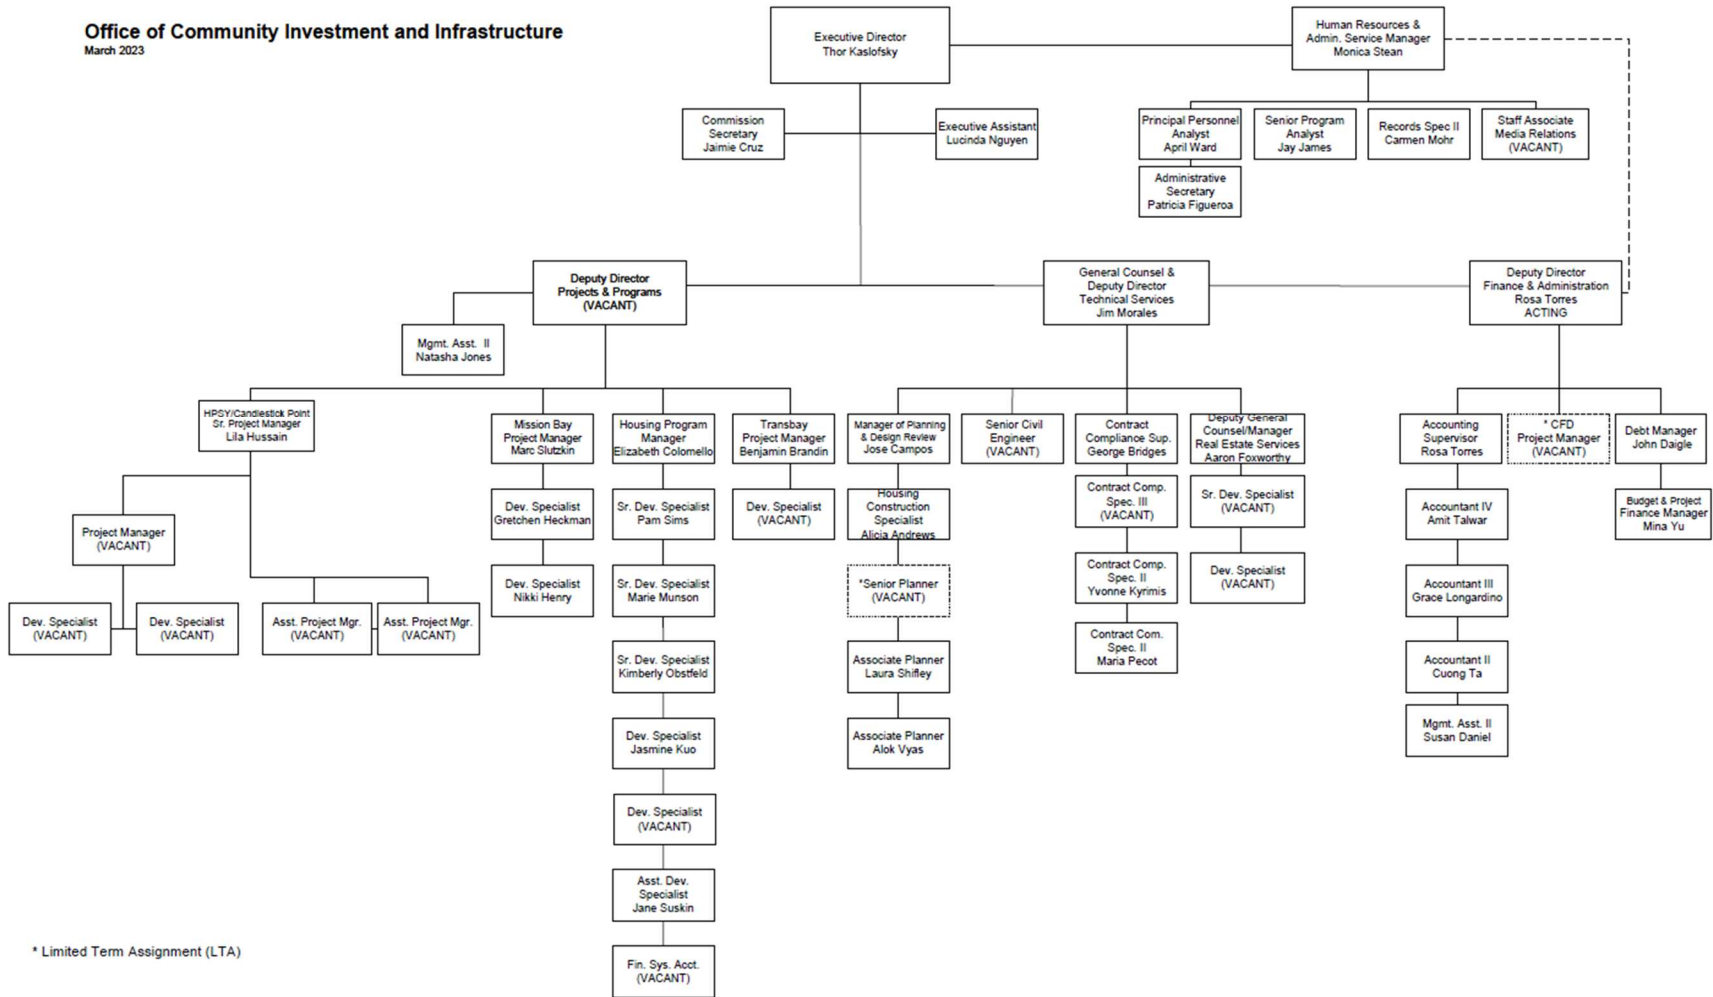 Office of Community Investment and Infrastructure
March 2023
Executive Director
Thor Kaslofsky
Human Resources &
Admin. Service Manager
Monica Stean
Commission
Secretary
Jaimie Cruz
Executive Assistant
Lucinda Nguyen
Principal Personnel
Analyst
April Ward
Senior Program
Analyst
Jay James
Records Spec II
Carmen Mohr
Staff Associate
Media Relations
(VACANT)
Administrative
Secretary
Patricia Figueroa
Deputy Director
Projects & Programs
(VACANT)
General Counsel &
Deputy Director
Technical Services
Jim Morales
Deputy Director
Finance & Administration
Rosa Torres
ACTING
Mgmt. Asst. II
Natasha Jones
HPSY/Candlestick Point
Sr. Project Manager
Lila Hussain
Mission Bay
Project Manager
Marc Slutzkin
Housing Program
Manager
Elizabeth Colomello
Transbay
Project Manager
Benjamin Brandin
Manager of Planning
& Design Review
Jose Campos
Senior Civil
Engineer
(VACANT)
Contract
Compliance Sup.
George Bridges
Deputy General
Counsel/Manager
Real Estate Services
Aaron Foxworthy
Accounting
Supervisor
Rosa Torres
* CFD
Project Manager
(VACANT)
Debt Manager
John Daigle
Project Manager
(VACANT)
Dev. Specialist
Gretchen Heckman
Sr. Dev. Specialist
Pam Sims
Dev. Specialist
(VACANT)
Housing
Construction
Specialist
Alicia Andrews
Contract Comp.
Spec. III
(VACANT)
Sr. Dev. Specialist
(VACANT)
Accountant IV
Amit Talwar
Budget & Project
Finance Manager
Mina Yu
Dev. Specialist
Nikki Henry
Sr. Dev. Specialist
Marie Munson
*Senior Planner
(VACANT)
Contract Comp.
Spec. II
Yvonne Kyrimis
Dev. Specialist
(VACANT)
Accountant III
Grace Longardino
Dev. Specialist
(VACANT)
Dev. Specialist
(VACANT)
Asst. Project Mgr.
(VACANT)
Asst. Project Mgr.
(VACANT)
Sr. Dev. Specialist
Kimberly Obstfeld
Associate Planner
Laura Shifley
Contract Com.
Spec. II
Maria Pecot
Accountant II
Cuong Ta
Dev. Specialist
Jasmine Kuo
Associate Planner
Alok Vyas
Mgmt. Asst. II
Susan Daniel
Dev. Specialist
(VACANT)
Asst. Dev.
Specialist
Jane Suskin
Fin. Sys. Acct.
(VACANT)
* Limited Term Assignment (LTA)